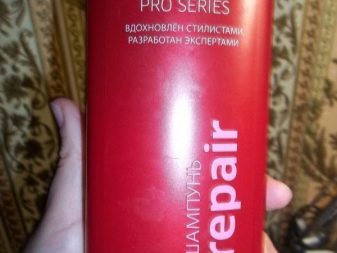 PRO SERIES
ВДОХНОВЛЁН СТИЛИСТАМИ,
РАЗРАБОТАН ЭКСПЕРТАМИ
ШАМПУНЬ
repair